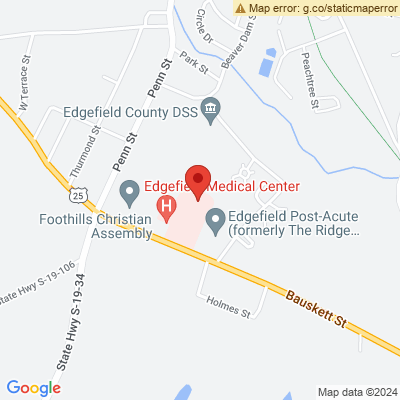 Map error: g.co/staticmaperror
Circle Dr
Beaver Dam S
Park St
Penn St
W Terrace St
Peachtree St
Edgefield County DSS
Thurmond St
Penn St
25
Edgefield Medical Center
H
Foothills Christian
Assembly
Edgefield Post-Acute
(formerly The Ridge...
State Hwy S-19-106
State Hwy S-19-34
Holmes St
Bauskett St
Google
Map data ©2024